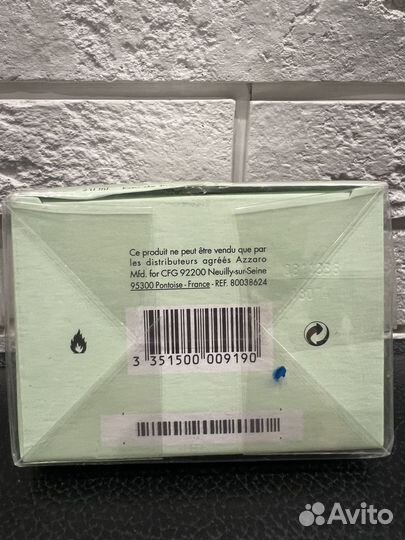 Ce produit ne peut être vendu que par
les distributeurs agréés Azzaro
Mfd. for CFG 92200 Neuilly-sur-Seine
95300 Pontoise - France - REF. 80038624
3 351500 009190
Avito